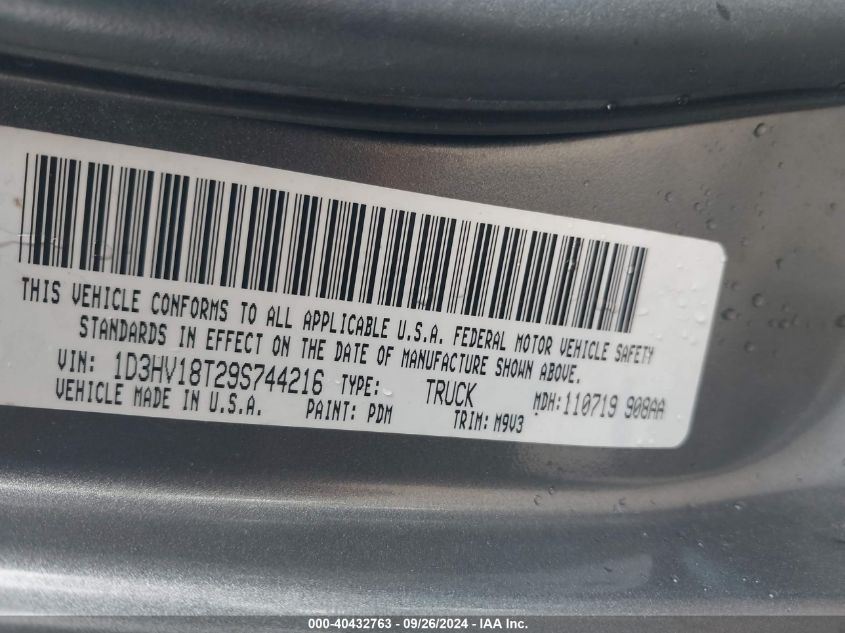 THIS VEHICLE CONFORMS TO ALL APPLICABLE U.S.A. FEDERAL MOTOR VEHICLE SAFETY
STANDARDS IN EFFECT ON THE DATE OF MANUFACTURE SHOWN ABOVE.
VIN: 1D3HV18T29S744216 TYPE: TRUCK MDH:110719 908AA
VEHICLE MADE IN U.S.A. PAINT: PDM TRIM: M9V3
000-40432763 - 09/26/2024 - IAA Inc.